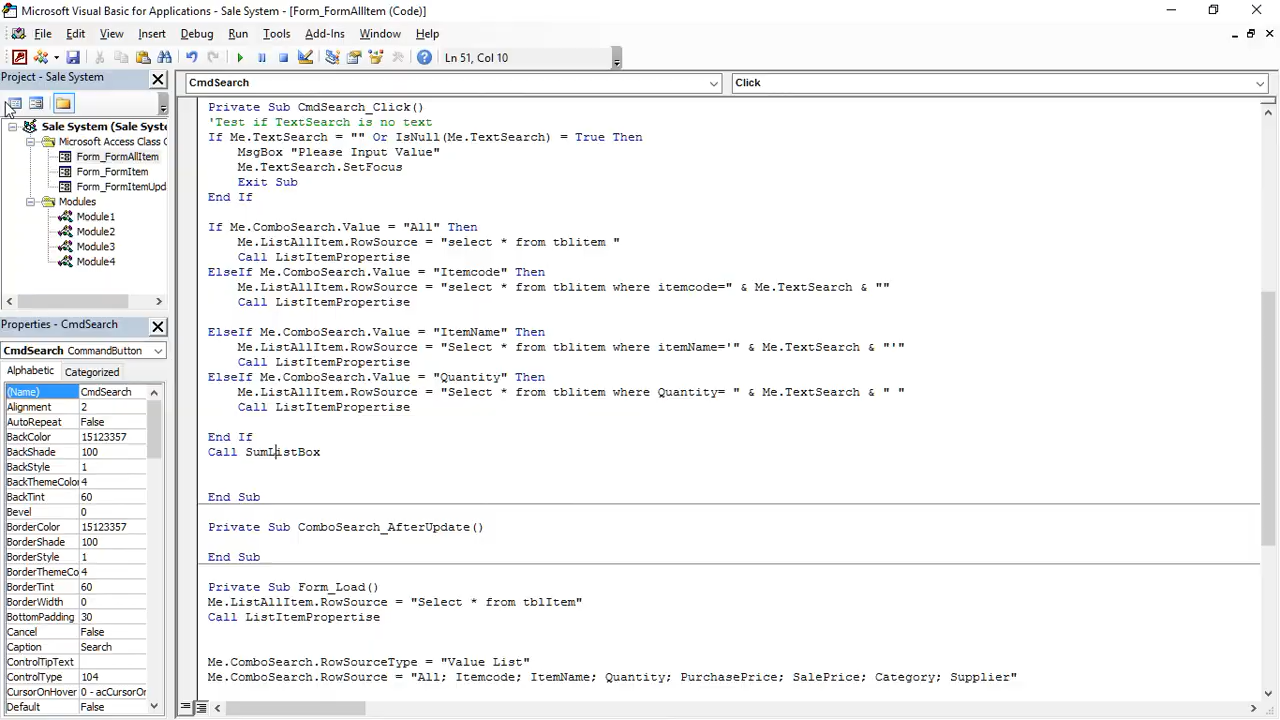 Microsoft Visual Basic for Applications - Sale System - [Form_FormAllItem (Code)]
File Edit View Insert Format Debug Run Tools Add-Ins Window Help
Ln 51, Col 10
Project - Sale System
CmdSearch
Click
Sale System (Sale Syste
Microsoft Access Class O
Form_FormAllItem
Form_FormItem
Form_FormItemUpd
Modules
Module1
Module2
Module3
Module4
Properties - CmdSearch
CmdSearch CommandButton
Alphabetic Categorized
(Name) CmdSearch
Alignment 2
AutoRepeat False
BackColor 15123357
BackShade 100
BackStyle 1
BackThemeColor 4
BackTint 60
Bevel 0
BorderColor 15123357
BorderShade 100
BorderStyle 1
BorderThemeCo 4
BorderTint 60
BorderWidth 0
BottomPadding 30
Cancel False
Caption Search
ControlTipText
ControlType 104
CursorOnHover 0 - acCursorOn
Default False
Private Sub CmdSearch_Click()
'Test if TextSearch is no text
If Me.TextSearch = "" Or IsNull(Me.TextSearch) = True Then
MsgBox "Please Input Value"
Me.TextSearch.SetFocus
Exit Sub
End If
If Me.ComboSearch.Value = "All" Then
Me.ListAllItem.RowSource = "select * from tblitem "
Call ListItemPropertise
ElseIf Me.ComboSearch.Value = "Itemcode" Then
Me.ListAllItem.RowSource = "select * from tblitem where itemcode=" & Me.TextSearch & ""
Call ListItemPropertise
ElseIf Me.ComboSearch.Value = "ItemName" Then
Me.ListAllItem.RowSource = "Select * from tblitem where itemName='" & Me.TextSearch & "'"
Call ListItemPropertise
ElseIf Me.ComboSearch.Value = "Quantity" Then
Me.ListAllItem.RowSource = "Select * from tblitem where Quantity= " & Me.TextSearch & " "
Call ListItemPropertise
End If
Call SumListBox
End Sub
Private Sub ComboSearch_AfterUpdate()
End Sub
Private Sub Form_Load()
Me.ListAllItem.RowSource = "Select * from tblItem"
Call ListItemPropertise
Me.ComboSearch.RowSourceType = "Value List"
Me.ComboSearch.RowSource = "All; Itemcode; ItemName; Quantity; PurchasePrice; SalePrice; Category; Supplier"